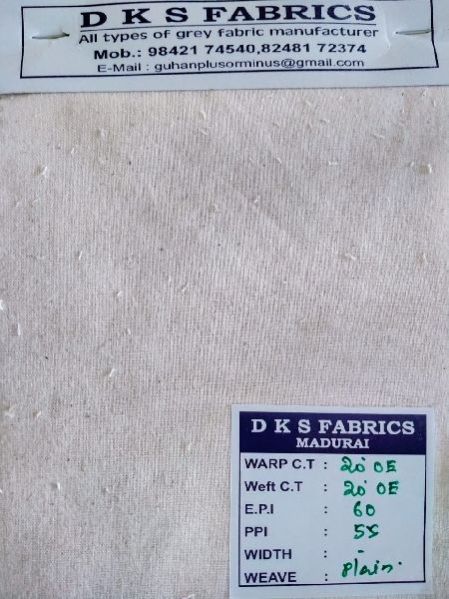 D K S FABRICS
All types of grey fabric manufacturer
Mob.: 98421 74540,82481 72374
E-Mail : guhanplusorminus@gmail.com
D K S FABRICS
MADURAI
WARP C.T : 20 OE
Weft C.T : 20 OE
E.P.I : 60
PPI : 55
WIDTH : -
WEAVE : Plain.